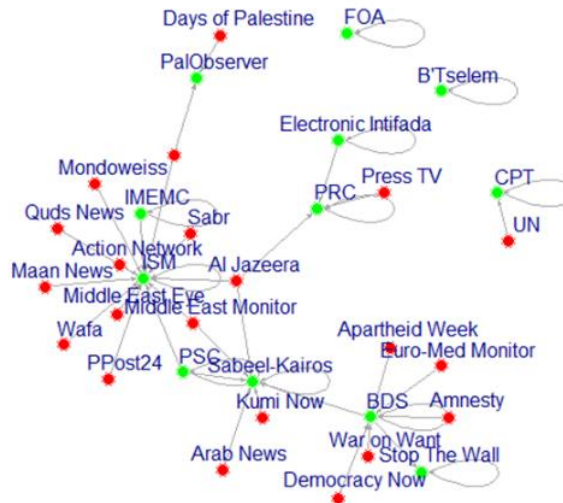 Days of Palestine
FOA
PalObserver
B'Tselem
Electronic Intifada
Mondoweiss
Press TV
CPT
IMEMC
PRC
Quds News
Sabr
UN
Action Network
ISM
Maan News
Al Jazeera
Middle East Eye
Middle East Monitor
Wafa
Apartheid Week
Euro-Med Monitor
PPost24
PSC
Sabeel-Kairos
Kumi Now
BDS
Amnesty
War on Want
Arab News
Stop The Wall
Democracy Now